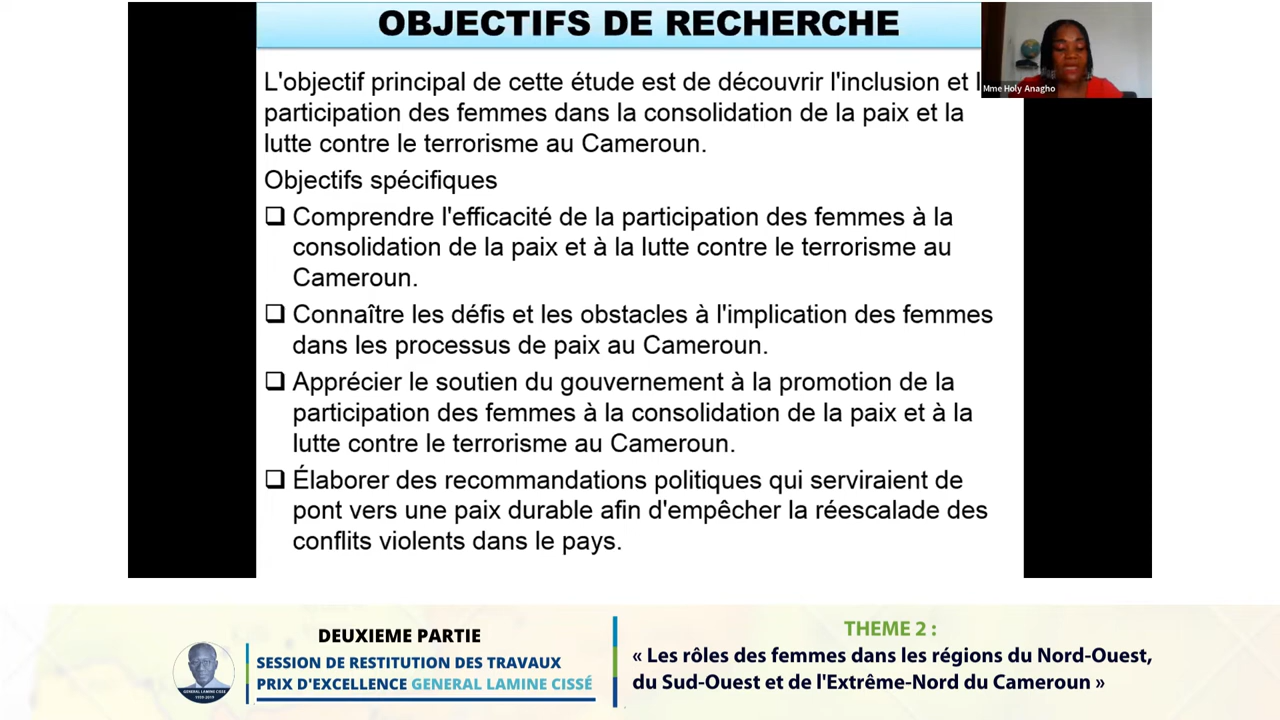 OBJECTIFS DE RECHERCHE
L'objectif principal de cette étude est de découvrir l'inclusion et
participation des femmes dans la consolidation de la paix et la
lutte contre le terrorisme au Cameroun.
Objectifs spécifiques
Comprendre l'efficacité de la participation des femmes à la
consolidation de la paix et à la lutte contre le terrorisme au
Cameroun.
Connaître les défis et les obstacles à l'implication des femmes
dans les processus de paix au Cameroun.
Apprécier le soutien du gouvernement à la promotion de la
participation des femmes à la consolidation de la paix et à la
lutte contre le terrorisme au Cameroun.
Élaborer des recommandations politiques qui serviraient de
pont vers une paix durable afin d'empêcher la réescalade des
conflits violents dans le pays.
Mme Holy Anagho
DEUXIEME PARTIE
SESSION DE RESTITUTION DES TRAVAUX
PRIX D'EXCELLENCE GENERAL LAMINE CISSÉ
GENERAL LAMINE CISSÉ
1939-2019
THEME 2 :
« Les rôles des femmes dans les régions du Nord-Ouest,
du Sud-Ouest et de l'Extrême-Nord du Cameroun »